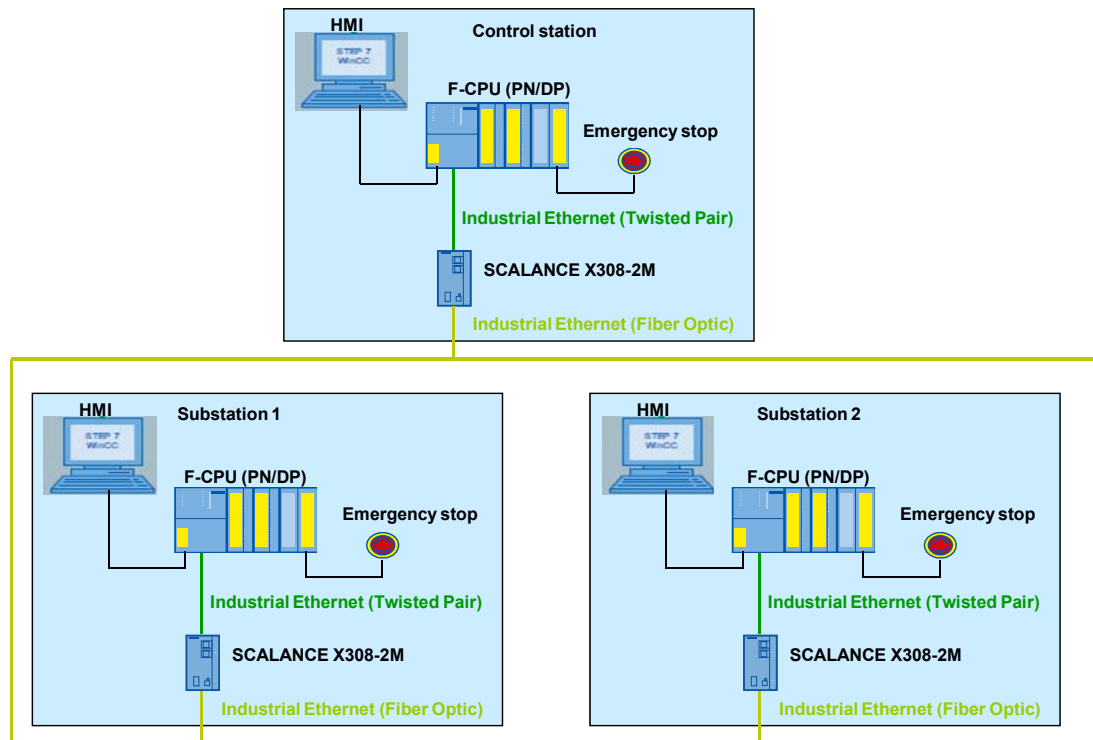 HMI
Control station
STEP 7
WinCC
F-CPU (PN/DP)
Emergency stop
Industrial Ethernet (Twisted Pair)
SCALANCE X308-2M
Industrial Ethernet (Fiber Optic)
HMI
Substation 1
STEP 7
WinCC
F-CPU (PN/DP)
Emergency stop
Industrial Ethernet (Twisted Pair)
SCALANCE X308-2M
Industrial Ethernet (Fiber Optic)
HMI
Substation 2
STEP 7
WinCC
F-CPU (PN/DP)
Emergency stop
Industrial Ethernet (Twisted Pair)
SCALANCE X308-2M
Industrial Ethernet (Fiber Optic)